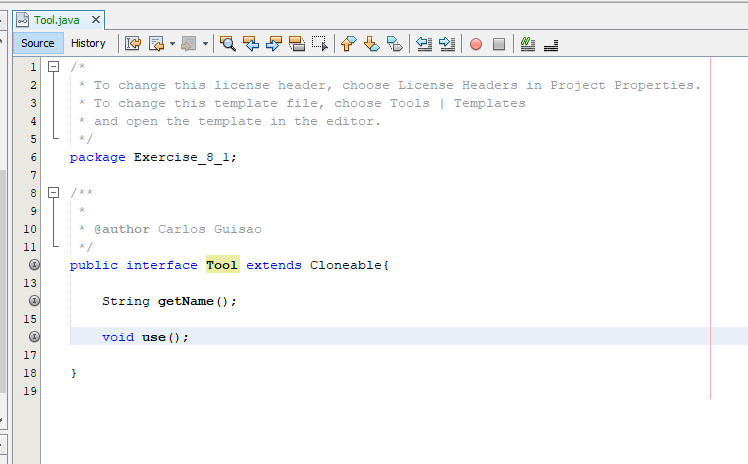 Tool.java
Source History
1 /*
2 * To change this license header, choose License Headers in Project Properties.
3 * To change this template file, choose Tools | Templates
4 * and open the template in the editor.
5 */
6 package Exercise_8_1;
7
8 /**
9 *
10 * @author Carlos Guisao
11 */
public interface Tool extends Cloneable{
13
String getName();
15
void use();
17
18 }
19